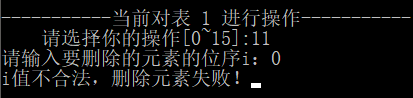 -----------当前对表 1 进行操作-----------
请选择你的操作[0~15]:11
请输入要删除的元素的位序i：0
i值不合法，删除元素失败！